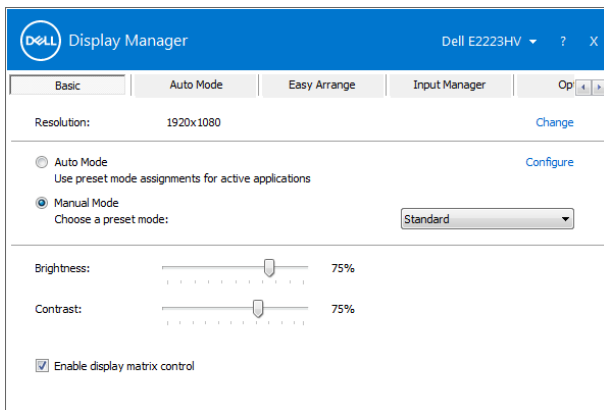 DELL Display Manager Dell E2223HV ? X
Basic Auto Mode Easy Arrange Input Manager Op
Resolution: 1920x1080 Change
Auto Mode Configure
Use preset mode assignments for active applications
Manual Mode
Choose a preset mode: Standard
Brightness: 75%
Contrast: 75%
Enable display matrix control